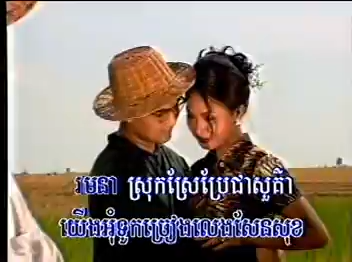 រមនា ស្រុកស្រែប្រែជាសួគ៌ា
យើងអុំទូកច្រៀងលេងសែនសុខ